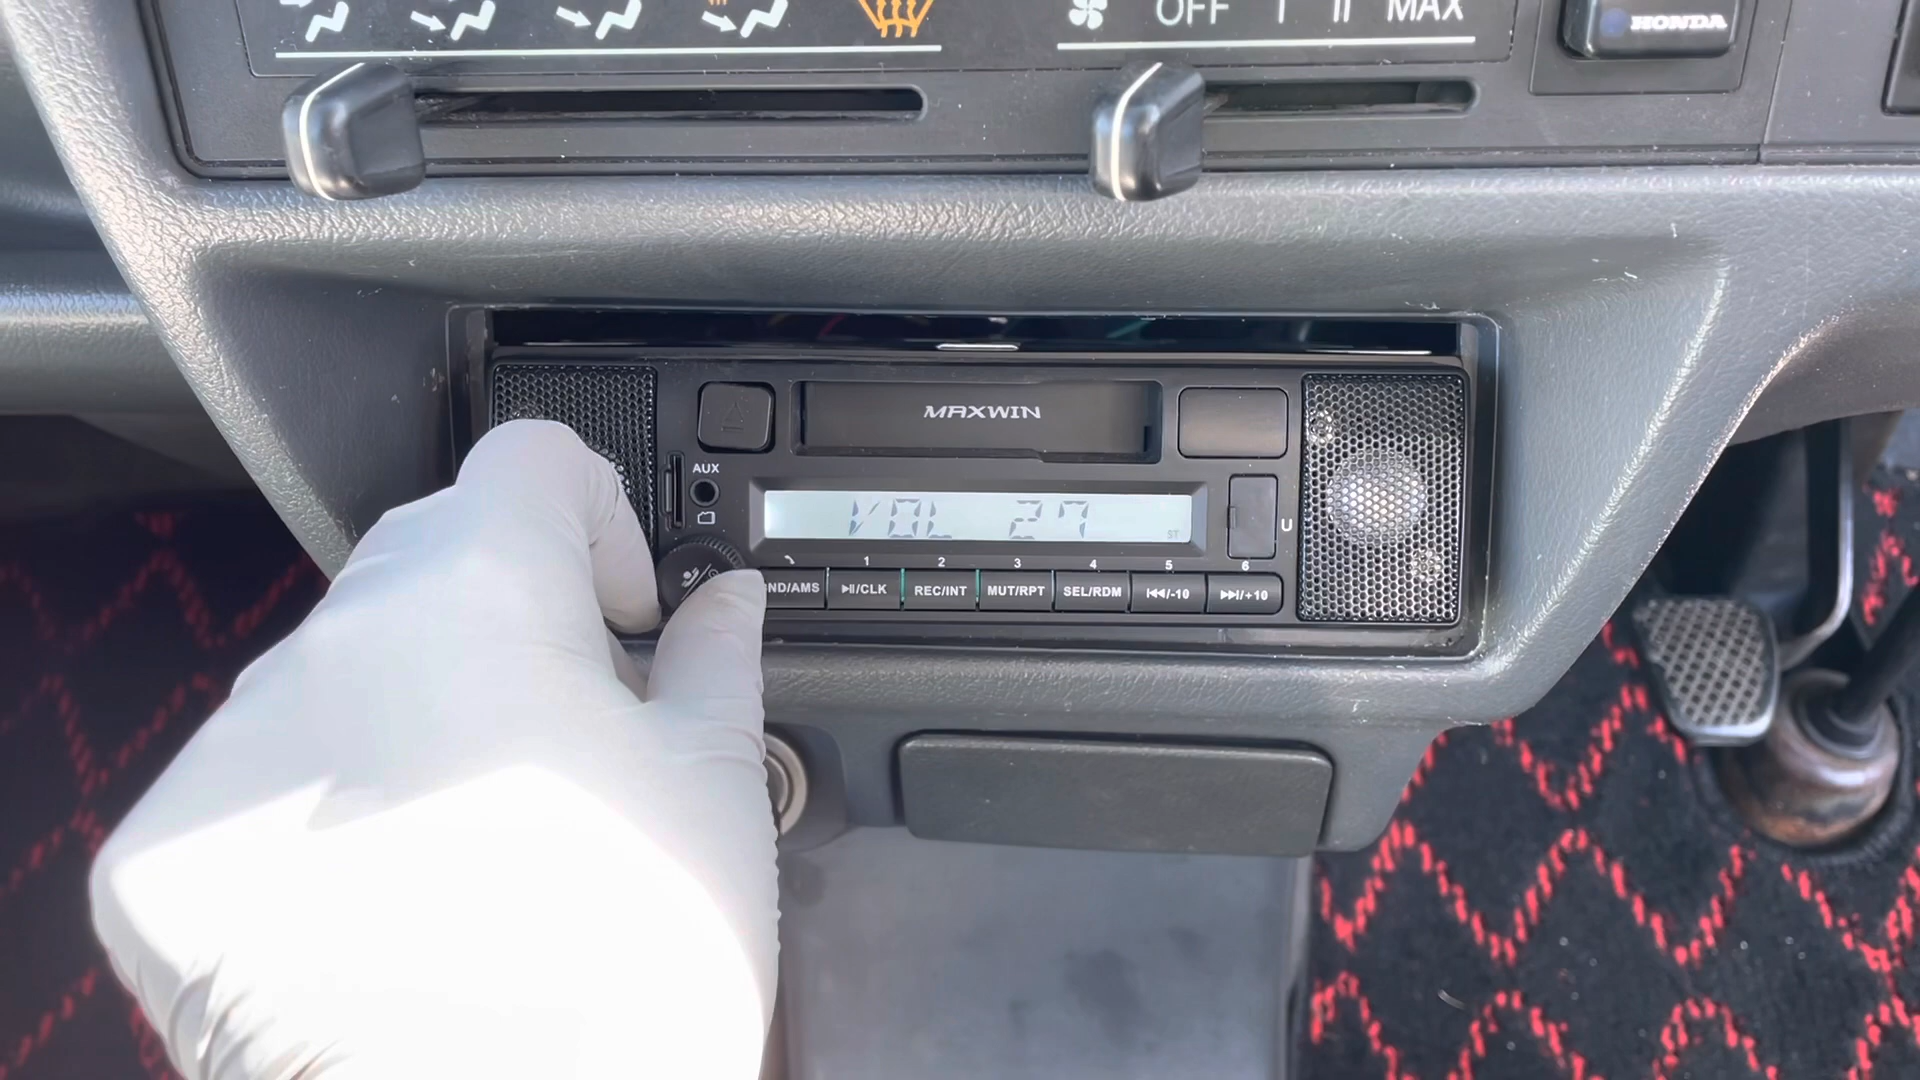 OFF I II MAX
HONDA
MAXWIN
AUX
VOL 27
ST
U
1 2 3 4 5 6
ND/AMS /CLK REC/INT MUT/RPT SEL/RDM /-10 /+10